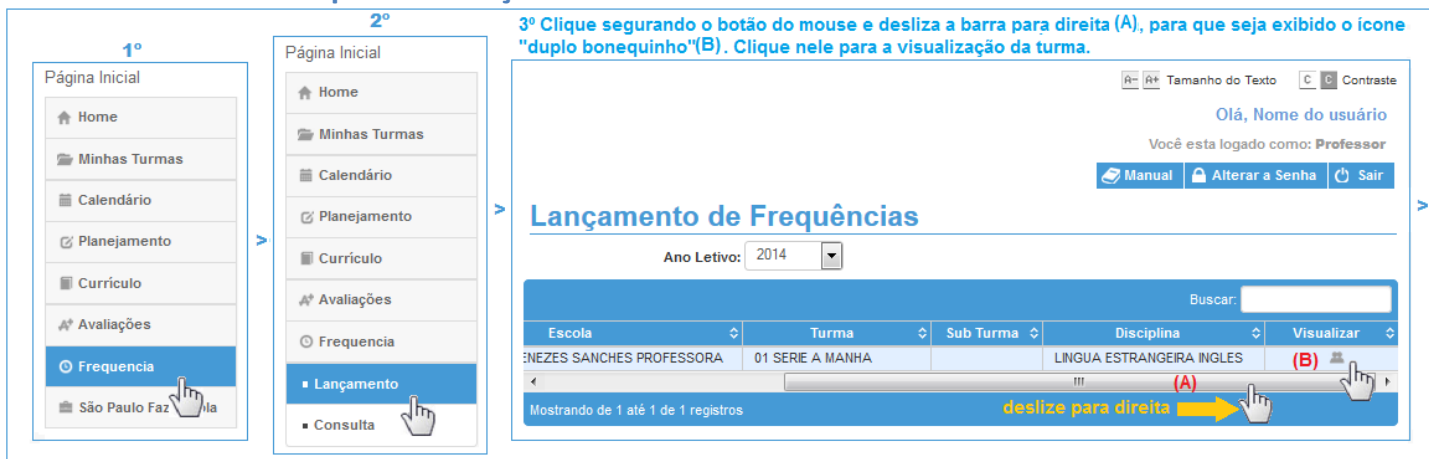 1º
Página Inicial
Home
Minhas Turmas
Calendário
Planejamento
Currículo
Avaliações
Frequencia
São Paulo Faz
>
2º
Página Inicial
Home
Minhas Turmas
Calendário
Planejamento
Currículo
Avaliações
Frequencia
Lançamento
Consulta
>
3º Clique segurando o botão do mouse e desliza a barra para direita (A), para que seja exibido o ícone
"duplo bonequinho"(B). Clique nele para a visualização da turma.
A- A+ Tamanho do Texto C C Contraste
Olá, Nome do usuário
Você esta logado como: Professor
Manual Alterar a Senha Sair
Lançamento de Frequências
Ano Letivo: 2014
Buscar:
Escola Turma Sub Turma Disciplina Visualizar
ENEZES SANCHES PROFESSORA 01 SERIE A MANHA LINGUA ESTRANGEIRA INGLES (B)
(A)
Mostrando de 1 até 1 de 1 registros deslize para direita
>